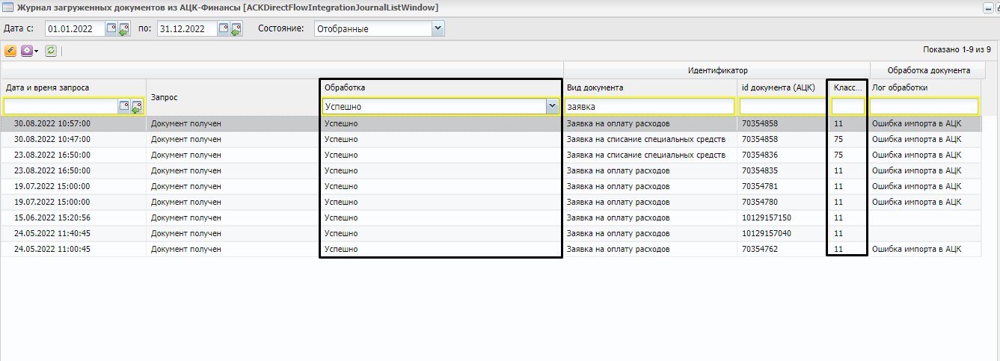 Журнал загруженных документов из АЦК-Финансы [ACKDirectFlowIntegrationJournalListWindow]
Дата с: 01.01.2022 по: 31.12.2022 Состояние: Отобранные
Показано 1-9 из 9
Идентификатор Обработка документа
Дата и время запроса Запрос Обработка Вид документа id документа (АЦК) Класс... Лог обработки
Успешно заявка
30.08.2022 10:57:00 Документ получен Успешно Заявка на оплату расходов 70354858 11 Ошибка импорта в АЦК
30.08.2022 10:47:00 Документ получен Успешно Заявка на списание специальных средств 70354858 75 Ошибка импорта в АЦК
23.08.2022 16:50:00 Документ получен Успешно Заявка на списание специальных средств 70354836 75 Ошибка импорта в АЦК
23.08.2022 16:50:00 Документ получен Успешно Заявка на оплату расходов 70354835 11 Ошибка импорта в АЦК
19.07.2022 15:00:00 Документ получен Успешно Заявка на оплату расходов 70354781 11 Ошибка импорта в АЦК
19.07.2022 15:00:00 Документ получен Успешно Заявка на оплату расходов 70354780 11 Ошибка импорта в АЦК
15.06.2022 15:20:56 Документ получен Успешно Заявка на оплату расходов 10129157150 11
24.05.2022 11:40:45 Документ получен Успешно Заявка на оплату расходов 10129157040 11
24.05.2022 11:00:45 Документ получен Успешно Заявка на оплату расходов 70354762 11 Ошибка импорта в АЦК